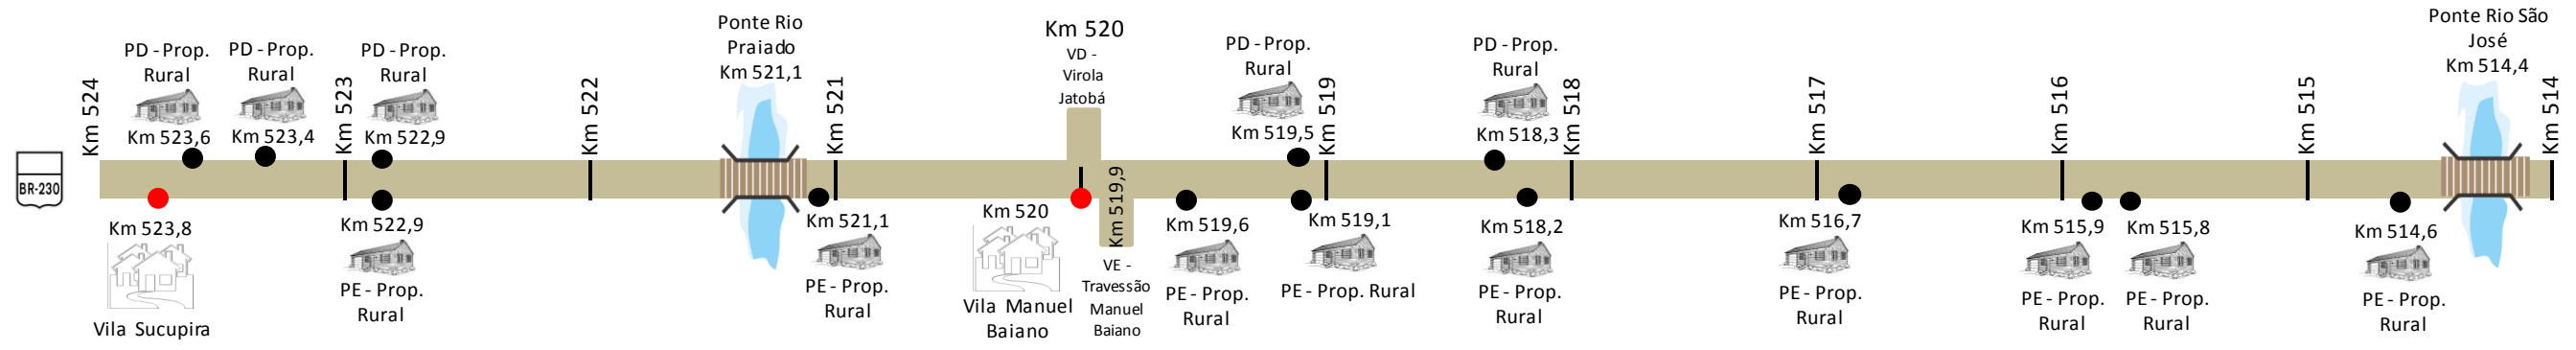 BR-230
Km 524
PD - Prop.
Rural
Km 523,6
PD - Prop.
Rural
Km 523,4
Km 523
PD - Prop.
Rural
Km 522,9
Km 522
Ponte Rio
Praiado
Km 521,1
Km 521
Km 520
VD -
Virola
Jatobá
PD - Prop.
Rural
Km 519,5
Km 519
PD - Prop.
Rural
Km 518,3
Km 518
Km 517
Km 516
Km 515
Ponte Rio São
José
Km 514,4
Km 514
Km 523,8
Vila Sucupira
Km 522,9
PE - Prop.
Rural
Km 521,1
PE - Prop.
Rural
Km 520
Vila Manuel
Baiano
Km 519,9
VE -
Travessão
Manuel
Baiano
Km 519,6
PE - Prop.
Rural
Km 519,1
PE - Prop. Rural
Km 518,2
PE - Prop.
Rural
Km 516,7
PE - Prop.
Rural
Km 515,9
PE - Prop.
Rural
Km 515,8
PE - Prop.
Rural
Km 514,6
PE - Prop.
Rural